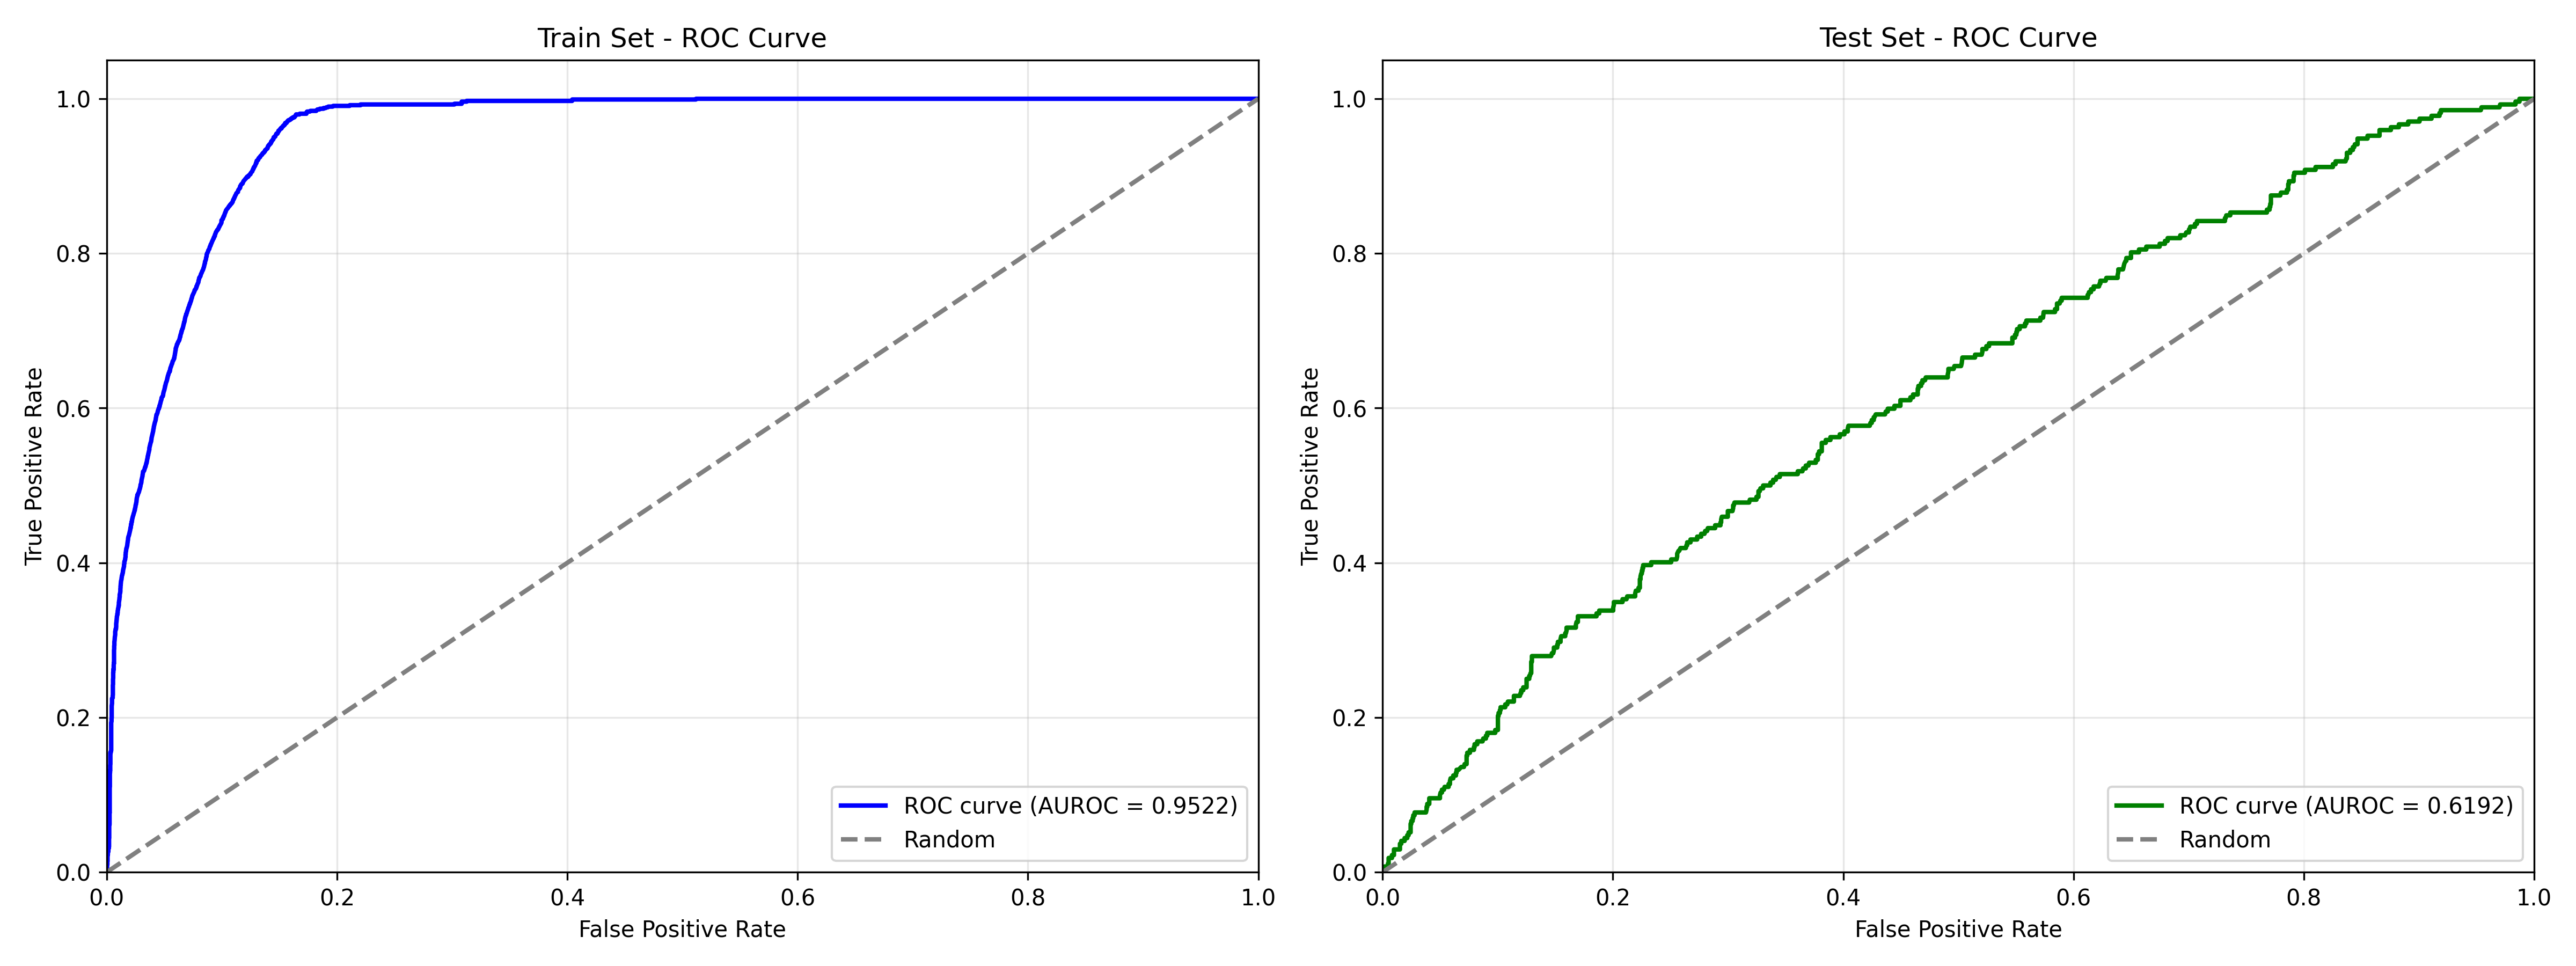 Train Set - ROC Curve
1.0
0.8
0.6
0.4
0.2
0.0
True Positive Rate
0.0 0.2 0.4 0.6 0.8 1.0
False Positive Rate
ROC curve (AUROC = 0.9522)
Random
Test Set - ROC Curve
1.0
0.8
0.6
0.4
0.2
0.0
True Positive Rate
0.0 0.2 0.4 0.6 0.8 1.0
False Positive Rate
ROC curve (AUROC = 0.6192)
Random